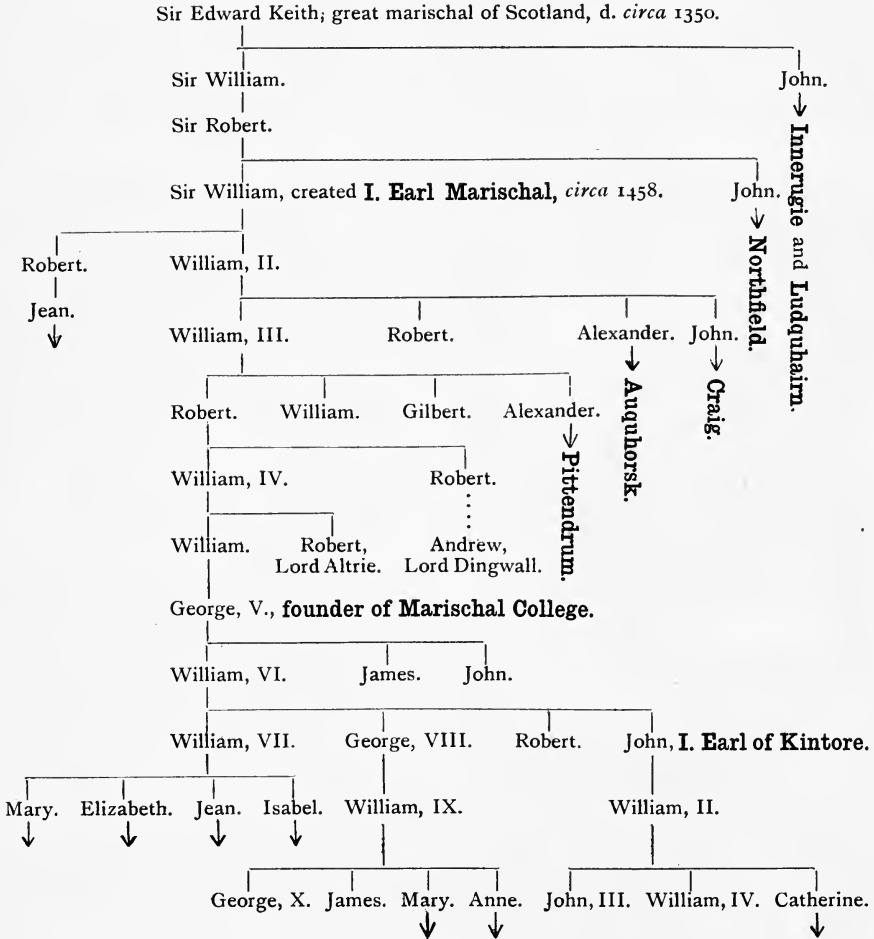 Sir Edward Keith; great marischal of Scotland, d. circa 1350.
Sir William. John.
Innerugie and Ludquhairn.
Sir Robert.
Sir William, created I. Earl Marischal, circa 1458. John.
Northfield.
Robert. William, II.
Jean.
William, III. Robert. Alexander. John.
Auquhorsk.
Craig.
Robert. William. Gilbert. Alexander.
Pittendrum.
William, IV. Robert.
William. Robert, Andrew,
Lord Altrie. Lord Dingwall.
George, V., founder of Marischal College.
William, VI. James. John.
William, VII. George, VIII. Robert. John, I. Earl of Kintore.
Mary. Elizabeth. Jean. Isabel. William, IX. William, II.
George, X. James. Mary. Anne. John, III. William, IV. Catherine.